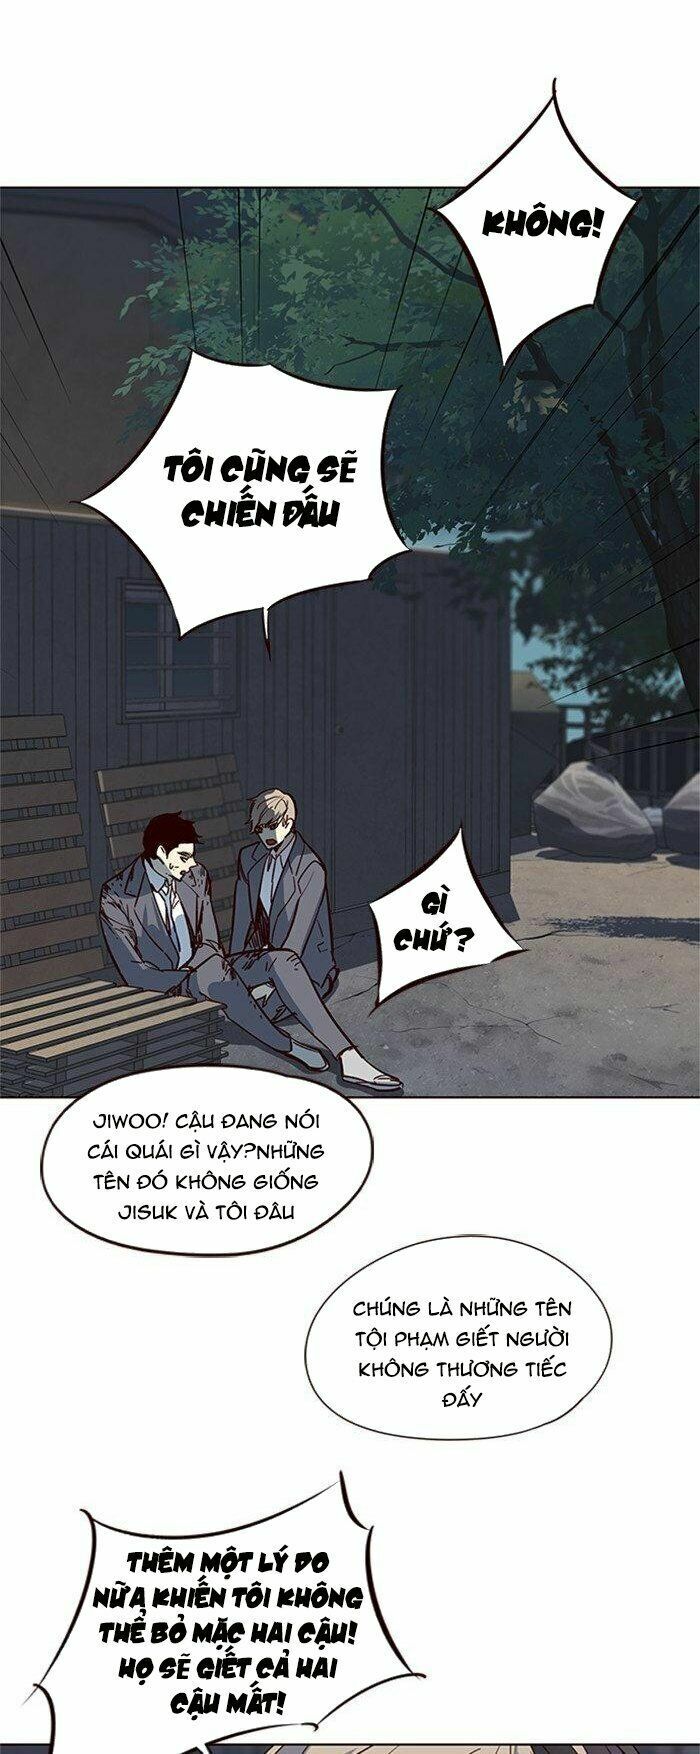 KHÔNG!
TÔI CŨNG SẼ
CHIẾN ĐẤU
GÌ
CHỨ?
JIWOO! CẬU ĐANG NÓI
CÁI QUÁI GÌ VẬY?NHỮNG
TÊN ĐÓ KHÔNG GIỐNG
JISUK VÀ TÔI ĐÂU
CHÚNG LÀ NHỮNG TÊN
TỘI PHẠM GIẾT NGƯỜI
KHÔNG THƯƠNG TIẾC
ĐẤY
THÊM MỘT LÝ DO
NỮA KHIẾN TÔI KHÔNG
THỂ BỎ MẶC HAI CẬU!
HỌ SẼ GIẾT CẢ HAI
CẬU MẤT!